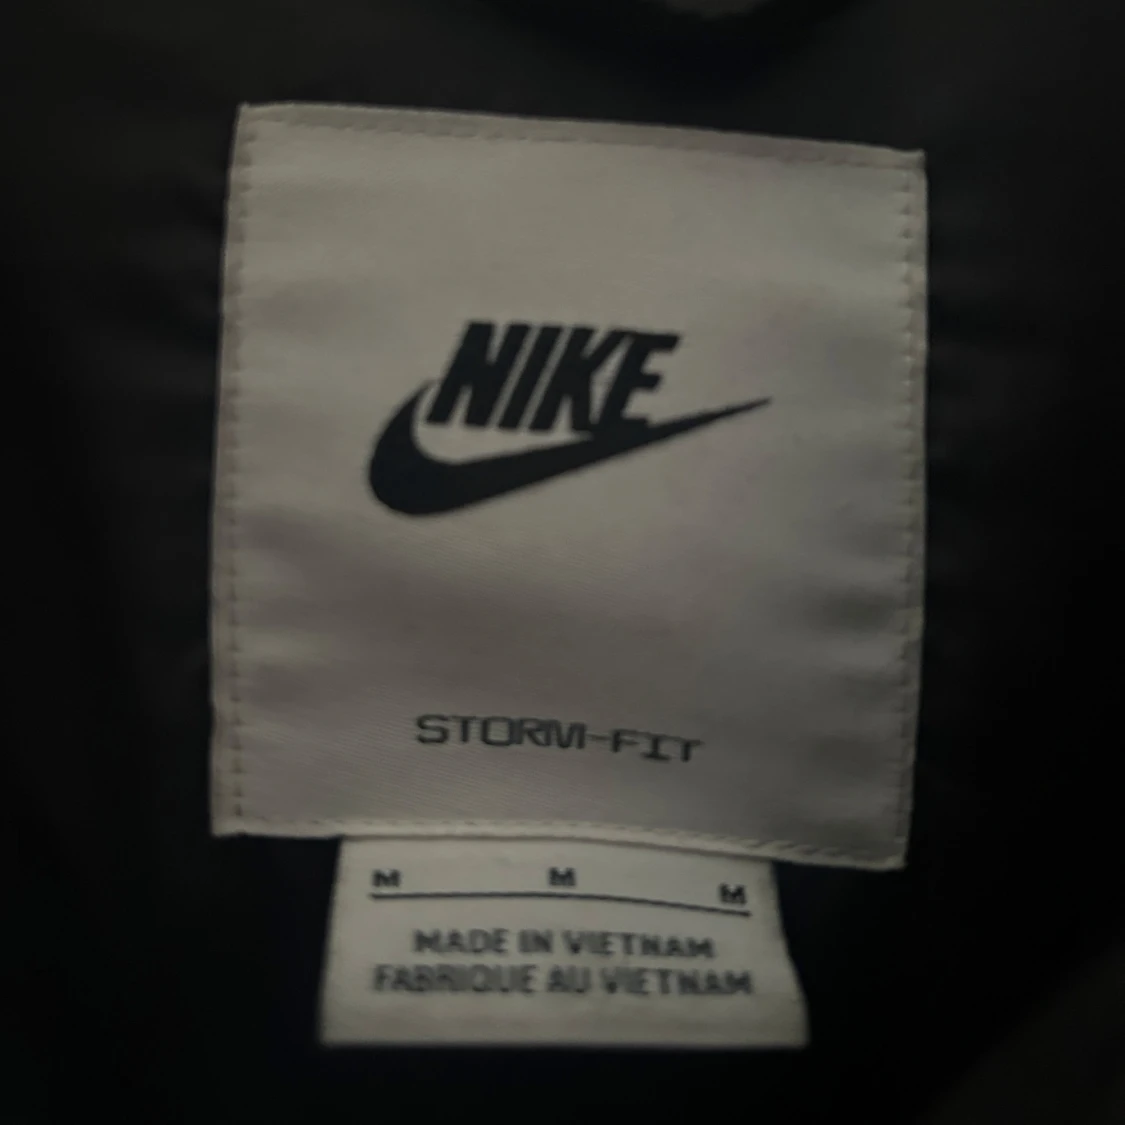 NIKE
STORM-FIT
M M M
MADE IN VIETNAM
FABRIQUE AU VIETNAM